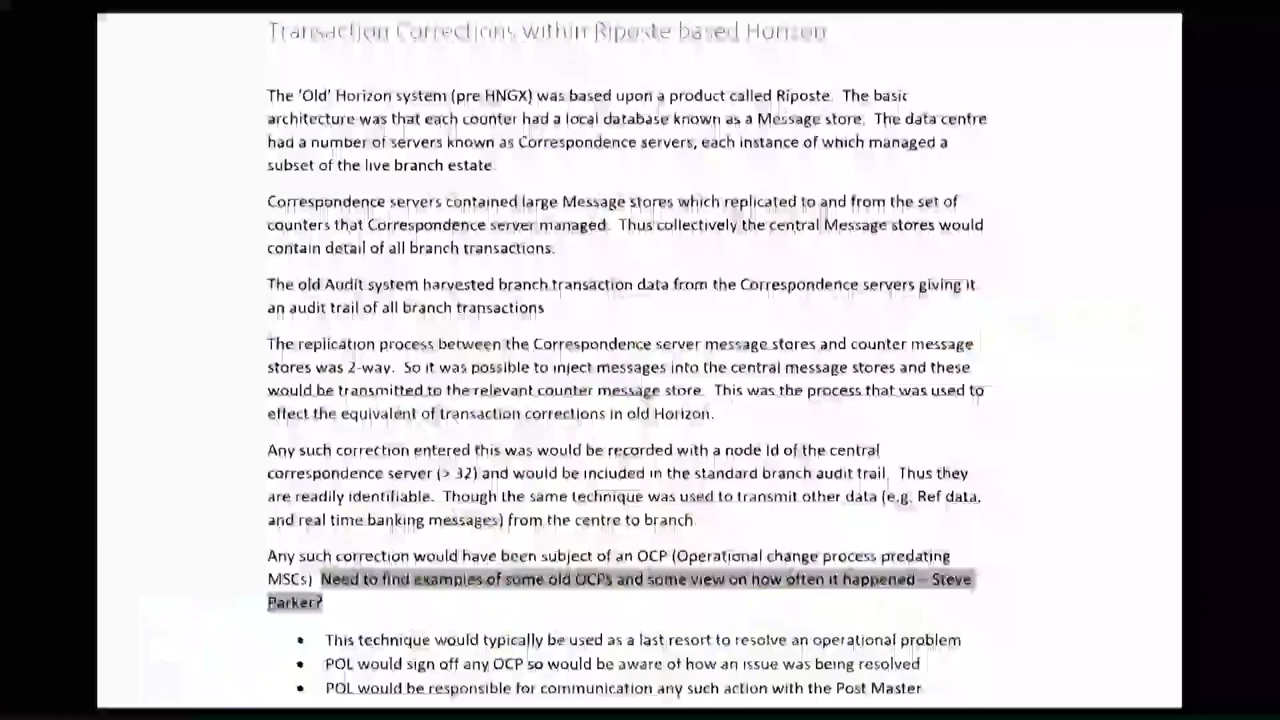 Transaction Corrections within Riposte based Horizon
The 'Old' Horizon system (pre HNGX) was based upon a product called Riposte. The basic
architecture was that each counter had a local database known as a Message store. The data centre
had a number of servers known as Correspondence servers, each instance of which managed a
subset of the live branch estate
Correspondence servers contained large Message stores which replicated to and from the set of
counters that Correspondence server managed. Thus collectively the central Message stores would
contain detail of all branch transactions.
The old Audit system harvested branch transaction data from the Correspondence servers giving it
an audit trail of all branch transactions
The replication process between the Correspondence server message stores and counter message
stores was 2-way. So it was possible to inject messages into the central message stores and these
would be transmitted to the relevant counter message store. This was the process that was used to
effect the equivalent of transaction corrections in old Horizon.
Any such correction entered this was would be recorded with a node Id of the central
correspondence server (> 32) and would be included in the standard branch audit trail. Thus they
are readily identifiable. Though the same technique was used to transmit other data (e.g. Ref data,
and real time banking messages) from the centre to branch
Any such correction would have been subject of an OCP (Operational change process predating
MSCs) Need to find examples of some old OCPs and some view on how often it happened – Steve
Parker?
• This technique would typically be used as a last resort to resolve an operational problem
• POL would sign off any OCP so would be aware of how an issue was being resolved
• POL would be responsible for communication any such action with the Post Master